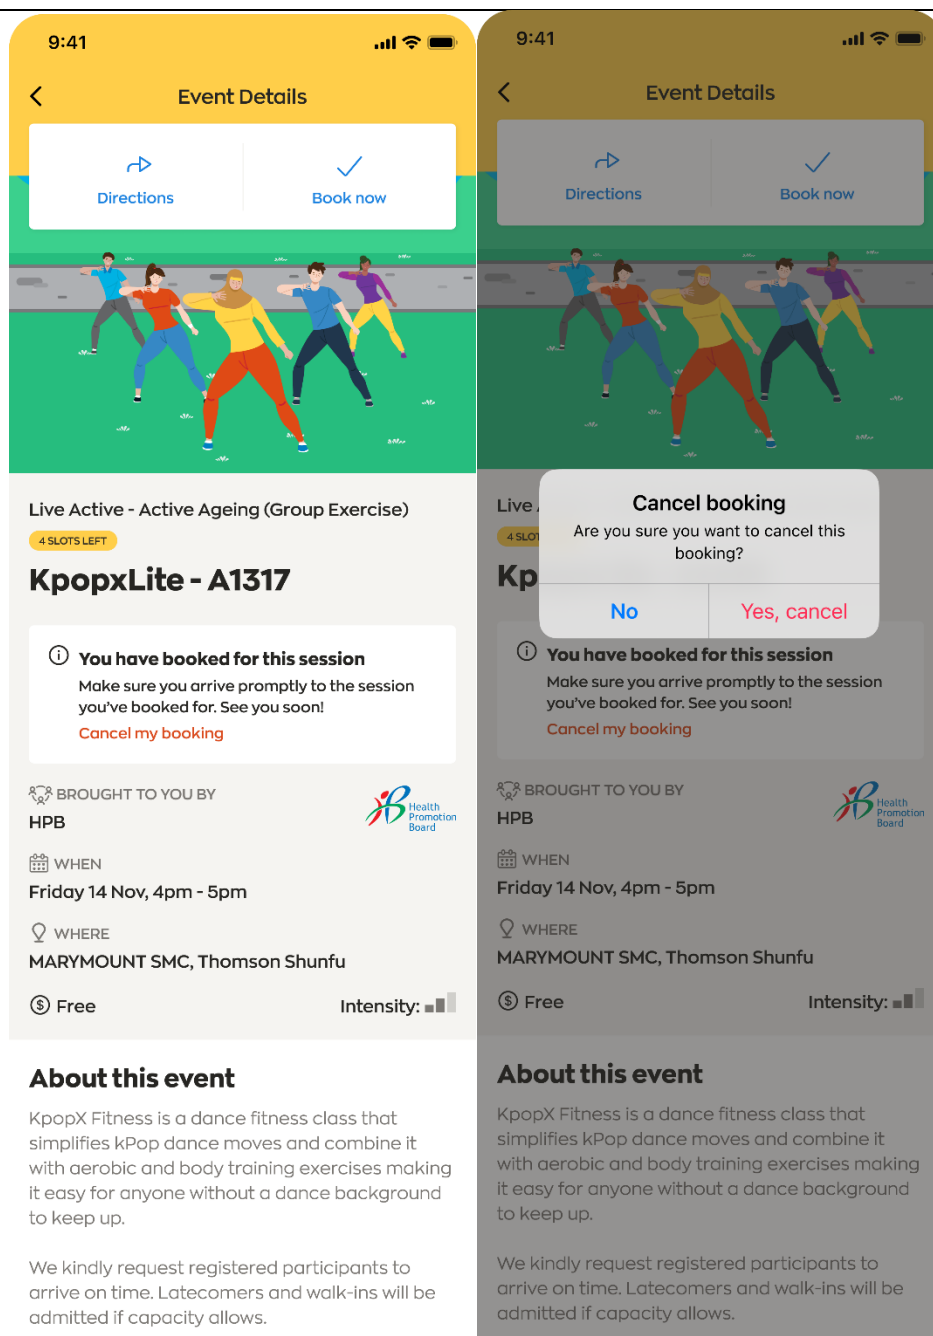 9:41
Event Details
Directions
Book now
Live Active - Active Ageing (Group Exercise)
4 SLOTS LEFT
KpopxLite - A1317
You have booked for this session
Make sure you arrive promptly to the session
you've booked for. See you soon!
Cancel my booking
BROUGHT TO YOU BY
HPB
Health
Promotion
Board
WHEN
Friday 14 Nov, 4pm - 5pm
WHERE
MARYMOUNT SMC, Thomson Shunfu
Free
Intensity:
About this event
KpopX Fitness is a dance fitness class that
simplifies kPop dance moves and combine it
with aerobic and body training exercises making
it easy for anyone without a dance background
to keep up.
We kindly request registered participants to
arrive on time. Latecomers and walk-ins will be
admitted if capacity allows.
9:41
Event Details
Directions
Book now
Live
4 SLOT
Kp
Cancel booking
Are you sure you want to cancel this
booking?
No
Yes, cancel
You have booked for this session
Make sure you arrive promptly to the session
you've booked for. See you soon!
Cancel my booking
BROUGHT TO YOU BY
HPB
Health
Promotion
Board
WHEN
Friday 14 Nov, 4pm - 5pm
WHERE
MARYMOUNT SMC, Thomson Shunfu
Free
Intensity:
About this event
KpopX Fitness is a dance fitness class that
simplifies kPop dance moves and combine it
with aerobic and body training exercises making
it easy for anyone without a dance background
to keep up.
We kindly request registered participants to
arrive on time. Latecomers and walk-ins will be
admitted if capacity allows.